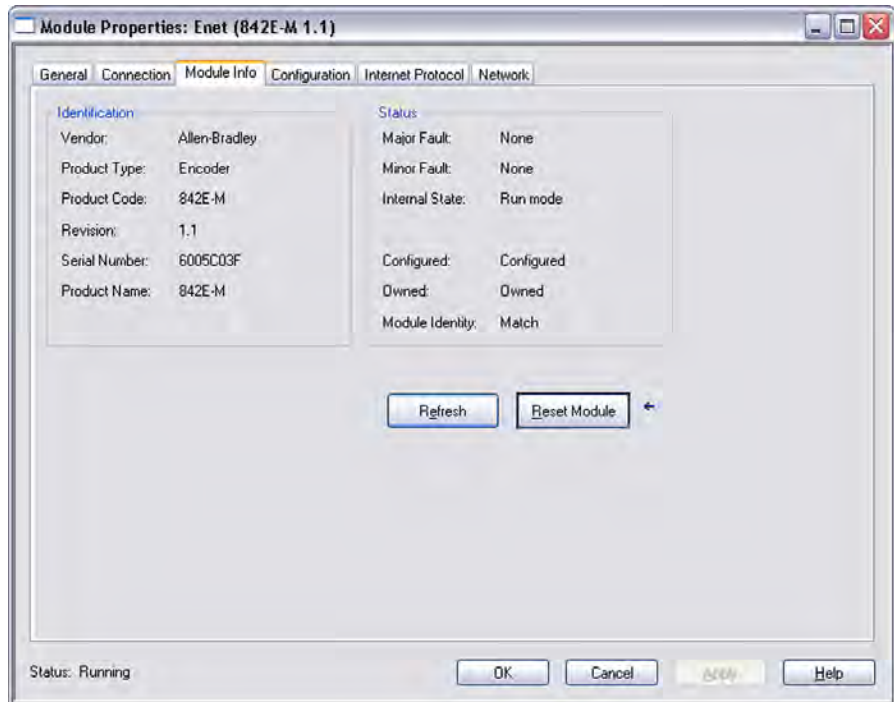 Module Properties: Enet (842E-M 1.1)
General Connection Module Info Configuration Internet Protocol Network
Identification
Vendor: Allen-Bradley
Product Type: Encoder
Product Code: 842E-M
Revision: 1.1
Serial Number: 6005C03F
Product Name: 842E-M
Status
Major Fault: None
Minor Fault: None
Internal State: Run mode
Configured: Configured
Owned: Owned
Module Identity: Match
Refresh Reset Module ←
Status: Running OK Cancel Apply Help